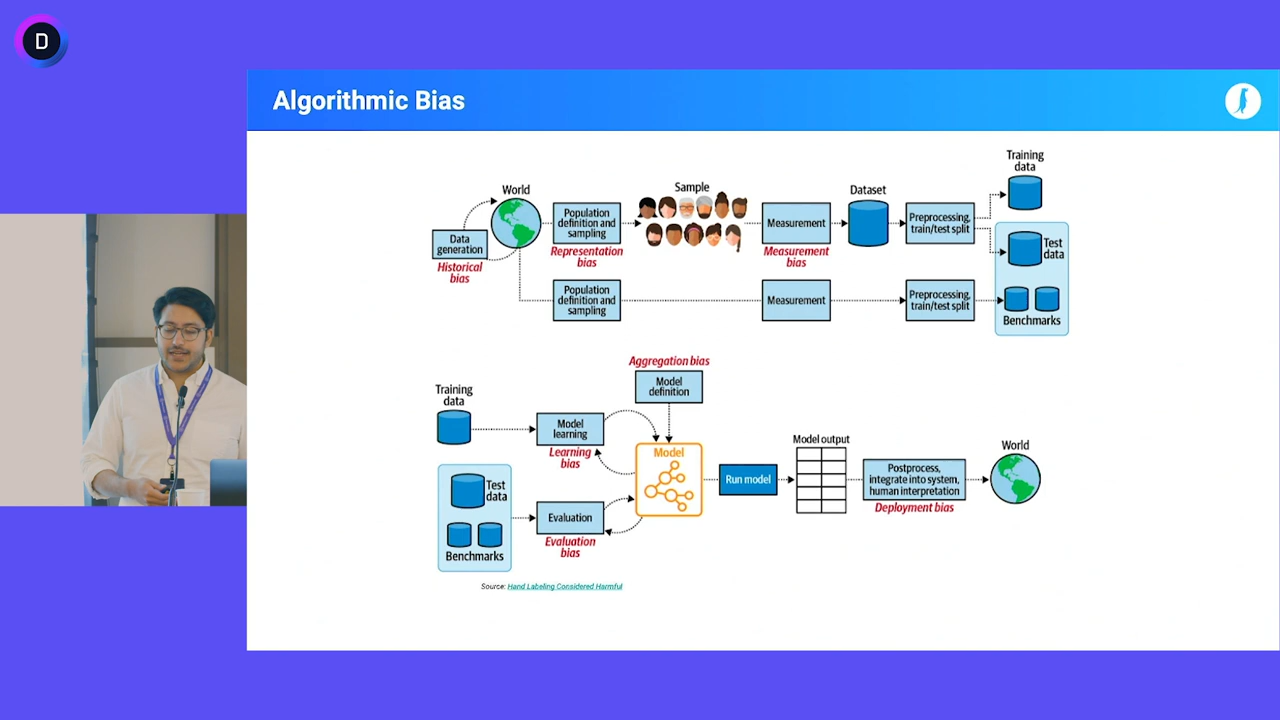 D
Algorithmic Bias
World
Data
generation
Historical
bias
Population
definition and
sampling
Representation
bias
Sample
Measurement
Measurement
bias
Dataset
Preprocessing,
train/test split
Training
data
Test
data
Benchmarks
Population
definition and
sampling
Measurement
Preprocessing,
train/test split
Training
data
Model
learning
Learning
bias
Aggregation bias
Model
definition
Model
Test
data
Benchmarks
Evaluation
Evaluation
bias
Run model
Model output
Postprocess,
integrate into system,
human interpretation
Deployment bias
World
Source: Hand Labeling Considered Harmful